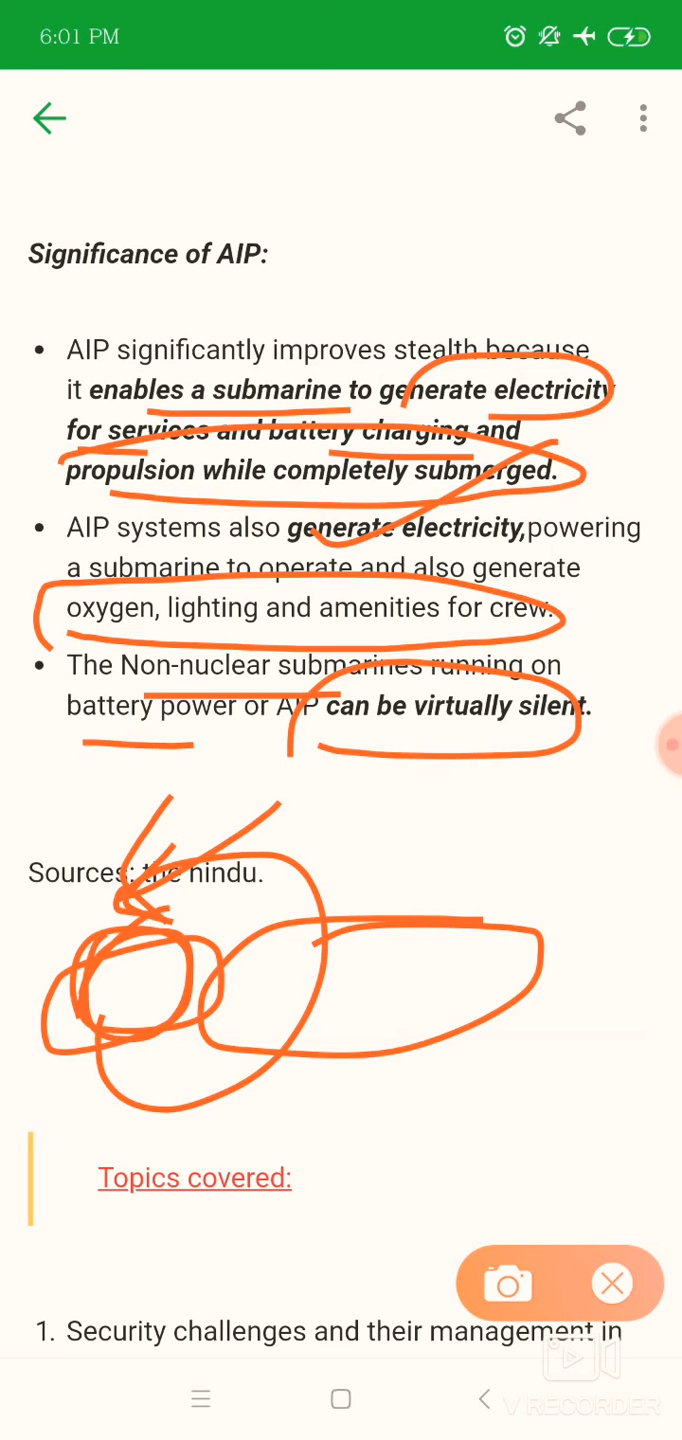 6:01 PM
Significance of AIP:
• AIP significantly improves stealth because
it enables a submarine to generate electricity
for services and battery charging and
propulsion while completely submerged.
• AIP systems also generate electricity,powering
a submarine to operate and also generate
oxygen, lighting and amenities for crew.
• The Non-nuclear submarines running on
battery power or AIP can be virtually silent.
Sources: the hindu.
Topics covered:
1. Security challenges and their management in
V RECORDER